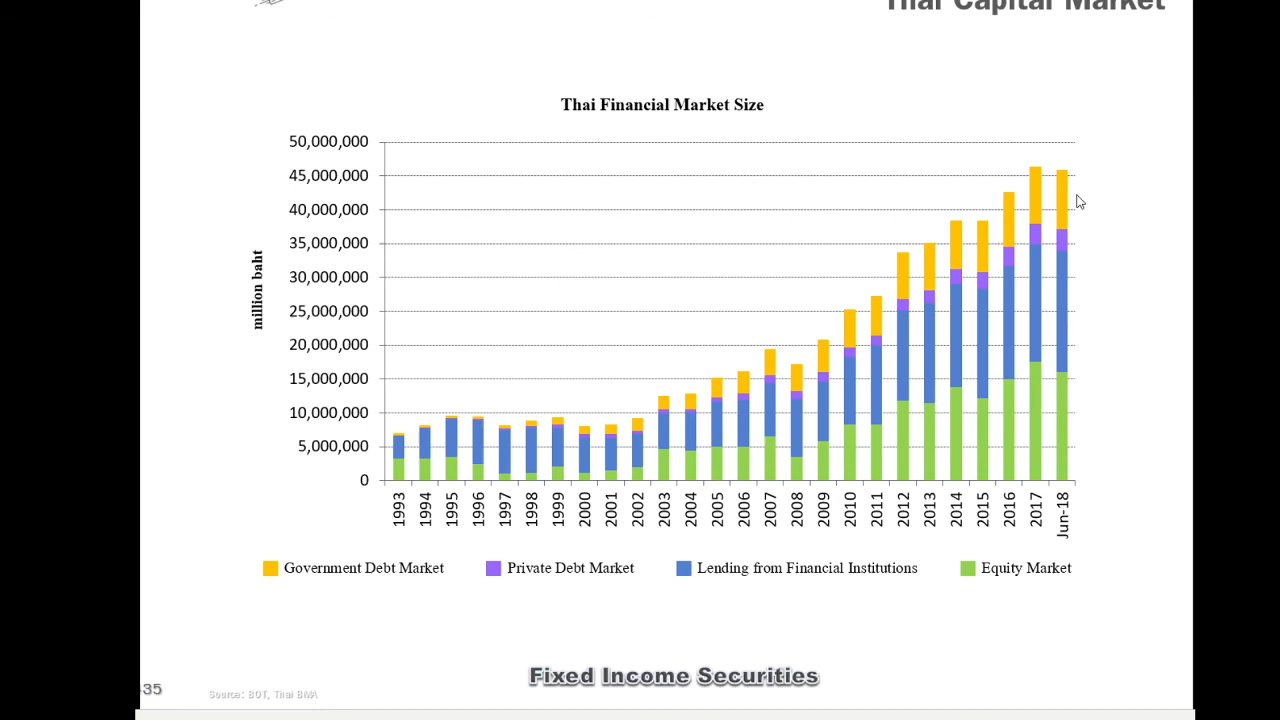 Thai Capital Market
Thai Financial Market Size
million baht
50,000,000
45,000,000
40,000,000
35,000,000
30,000,000
25,000,000
20,000,000
15,000,000
10,000,000
5,000,000
0
1993 1994 1995 1996 1997 1998 1999 2000 2001 2002 2003 2004 2005 2006 2007 2008 2009 2010 2011 2012 2013 2014 2015 2016 2017 Jun-18
Government Debt Market Private Debt Market Lending from Financial Institutions Equity Market
Fixed Income Securities
35
Source: BOT, Thai BMA